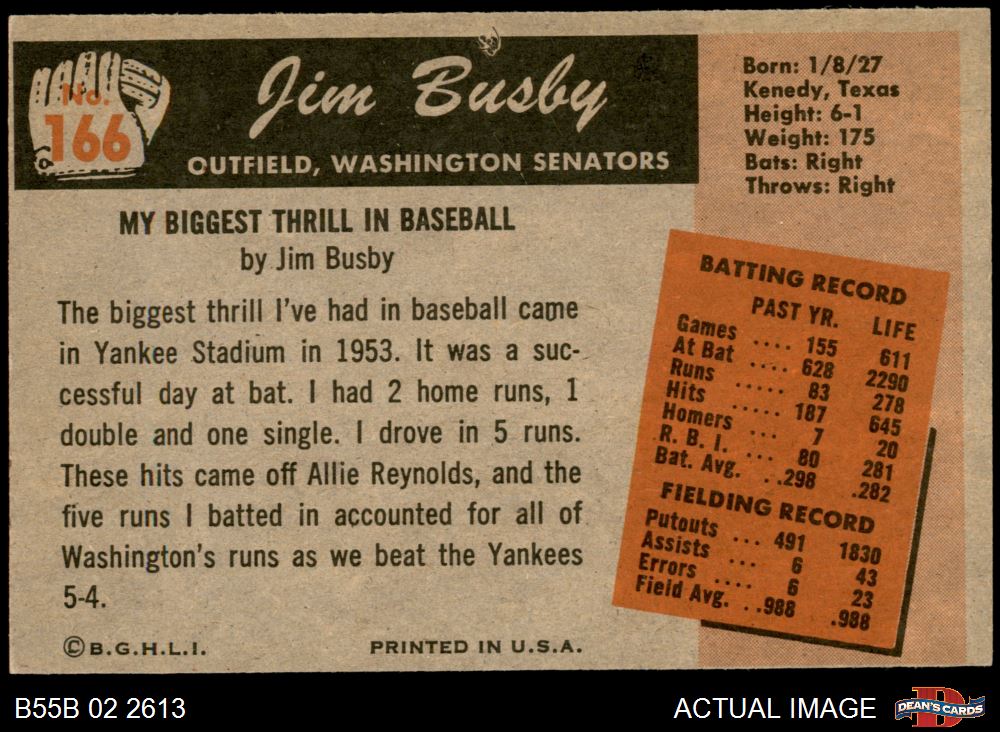 No.
166
Jim Busby
OUTFIELD, WASHINGTON SENATORS
Born: 1/8/27
Kenedy, Texas
Height: 6-1
Weight: 175
Bats: Right
Throws: Right
MY BIGGEST THRILL IN BASEBALL
by Jim Busby
The biggest thrill I've had in baseball came
in Yankee Stadium in 1953. It was a suc-
cessful day at bat. I had 2 home runs, 1
double and one single. I drove in 5 runs.
These hits came off Allie Reynolds, and the
five runs I batted in accounted for all of
Washington's runs as we beat the Yankees
5-4.
BATTING RECORD
PAST YR. LIFE
Games .... 155 611
At Bat .... 628 2290
Runs ..... 83 278
Hits ..... 187 645
Homers ... 7 20
R. B. I. ... 80 281
Bat. Avg. ..298 .282
FIELDING RECORD
Putouts ... 491 1830
Assists ... 6 43
Errors .... 6 23
Field Avg. ..988 .988
© B.G.H.L.I. PRINTED IN U.S.A.
B55B 02 2613
ACTUAL IMAGE
D
DEAN'S CARDS